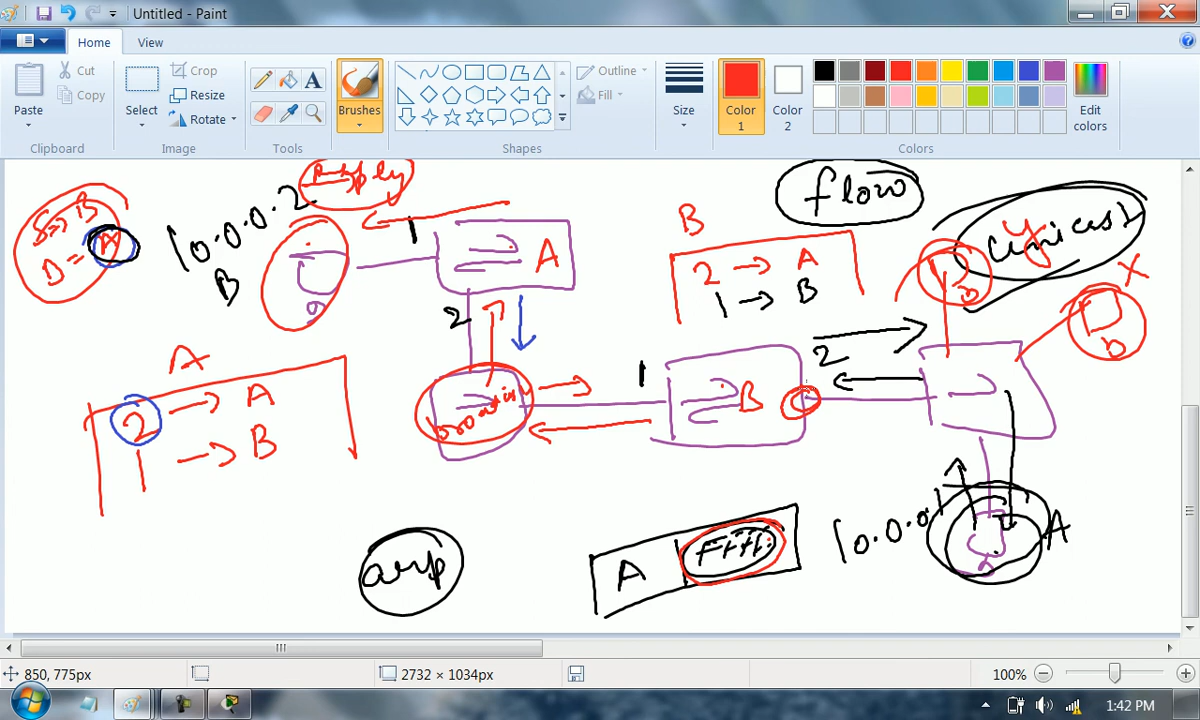 Untitled - Paint
Home
View
Paste
Cut
Copy
Clipboard
Select
Crop
Resize
Rotate
Image
Tools
Brushes
Shapes
Outline
Fill
Size
Color
1
Color
2
Edit
colors
Colors
Reply
flow
unicast
y
S=>B
D=A
10.0.0.2
B
1
A
2
B
2 → A
1 → B
b
X
b
A
2 → A
1 → B
1
B
2
arp
A
10.0.0.1
A
850, 775px
2732 × 1034px
100%
1:42 PM